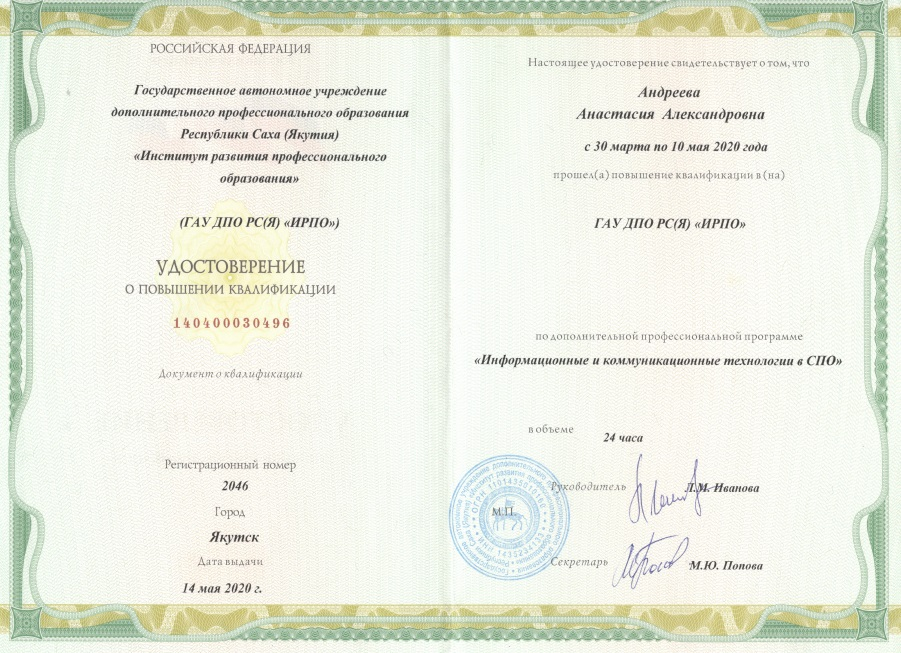 РОССИЙСКАЯ ФЕДЕРАЦИЯ
Государственное автономное учреждение
дополнительного профессионального образования
Республики Саха (Якутия)
«Институт развития профессионального
образования»
(ГАУ ДПО РС(Я) «ИРПО»)
УДОСТОВЕРЕНИЕ
О ПОВЫШЕНИИ КВАЛИФИКАЦИИ
140400030496
Документ о квалификации
Регистрационный номер
2046
Город
Якутск
Дата выдачи
14 мая 2020 г.
Настоящее удостоверение свидетельствует о том, что
Андреева
Анастасия Александровна
с 30 марта по 10 мая 2020 года
прошел(а) повышение квалификации в (на)
ГАУ ДПО РС(Я) «ИРПО»
по дополнительной профессиональной программе
«Информационные и коммуникационные технологии в СПО»
в объеме
24 часа
Руководитель Л.М. Иванова
М.П.
Секретарь М.Ю. Попова